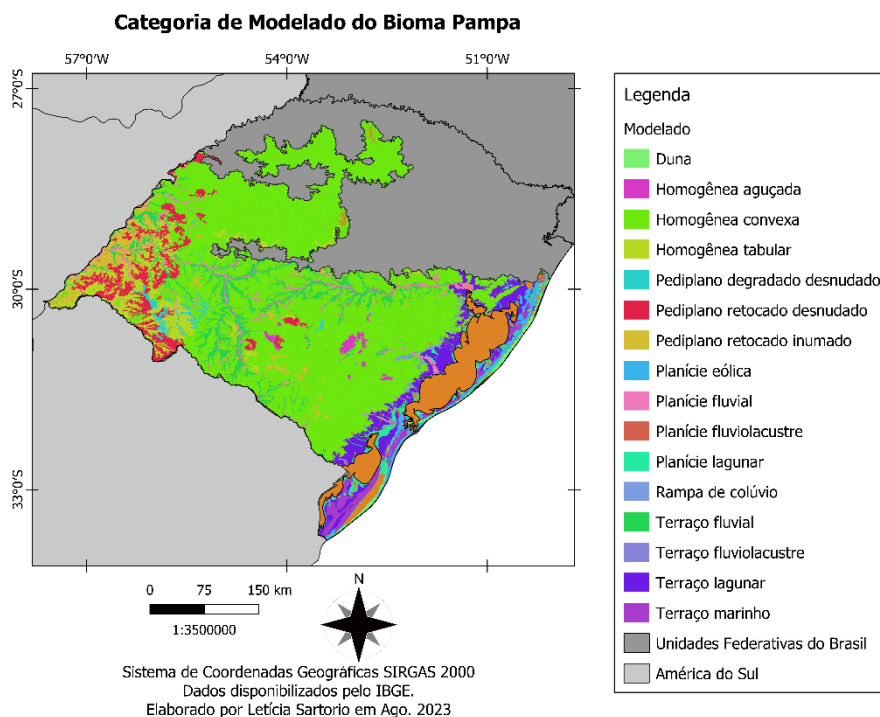 Categoria de Modelado do Bioma Pampa
57°0'W
54°0'W
51°0'W
27°0'S
30°0'S
33°0'S
Legenda
Modelado
Duna
Homogênea aguçada
Homogênea convexa
Homogênea tabular
Pediplano degradado desnudado
Pediplano retocado desnudado
Pediplano retocado inumado
Planície eólica
Planície fluvial
Planície fluviolacustre
Planície lagunar
Rampa de colúvio
Terraço fluvial
Terraço fluviolacustre
Terraço lagunar
Terraço marinho
Unidades Federativas do Brasil
América do Sul
0 75 150 km
1:3500000
N
Sistema de Coordenadas Geográficas SIRGAS 2000
Dados disponibilizados pelo IBGE.
Elaborado por Letícia Sartorio em Ago. 2023